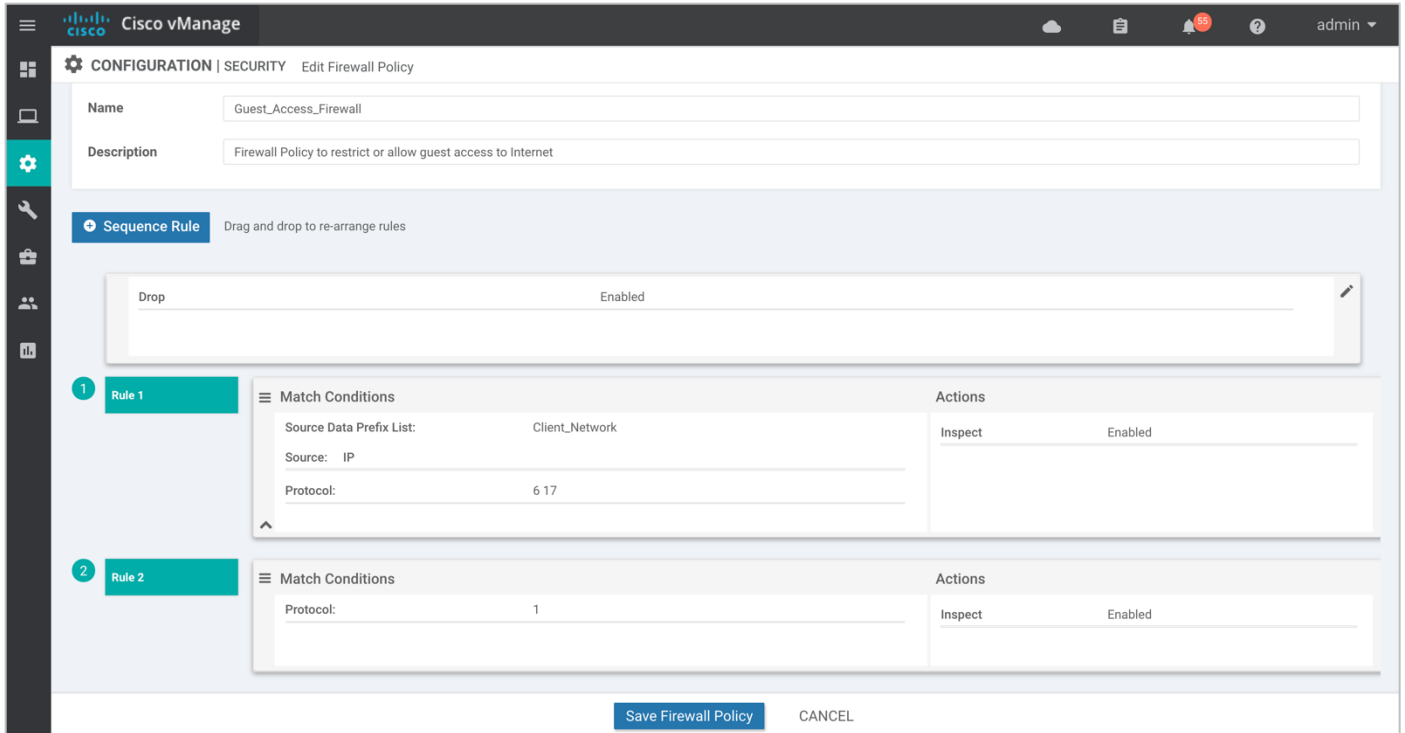 cisco Cisco vManage 55 admin
CONFIGURATION | SECURITY Edit Firewall Policy
Name Guest_Access_Firewall
Description Firewall Policy to restrict or allow guest access to Internet
Sequence Rule Drag and drop to re-arrange rules
Drop Enabled
1 Rule 1 Match Conditions Actions
Source Data Prefix List: Client_Network
Inspect Enabled
Source: IP
Protocol: 6 17
2 Rule 2 Match Conditions Actions
Protocol: 1
Inspect Enabled
Save Firewall Policy CANCEL